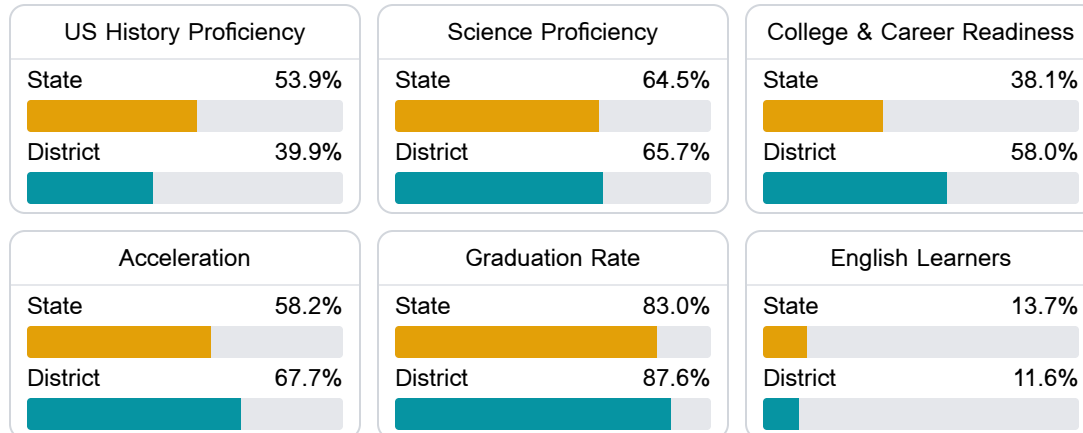 US History Proficiency
State 53.9%
District 39.9%
Science Proficiency
State 64.5%
District 65.7%
College & Career Readiness
State 38.1%
District 58.0%
Acceleration
State 58.2%
District 67.7%
Graduation Rate
State 83.0%
District 87.6%
English Learners
State 13.7%
District 11.6%